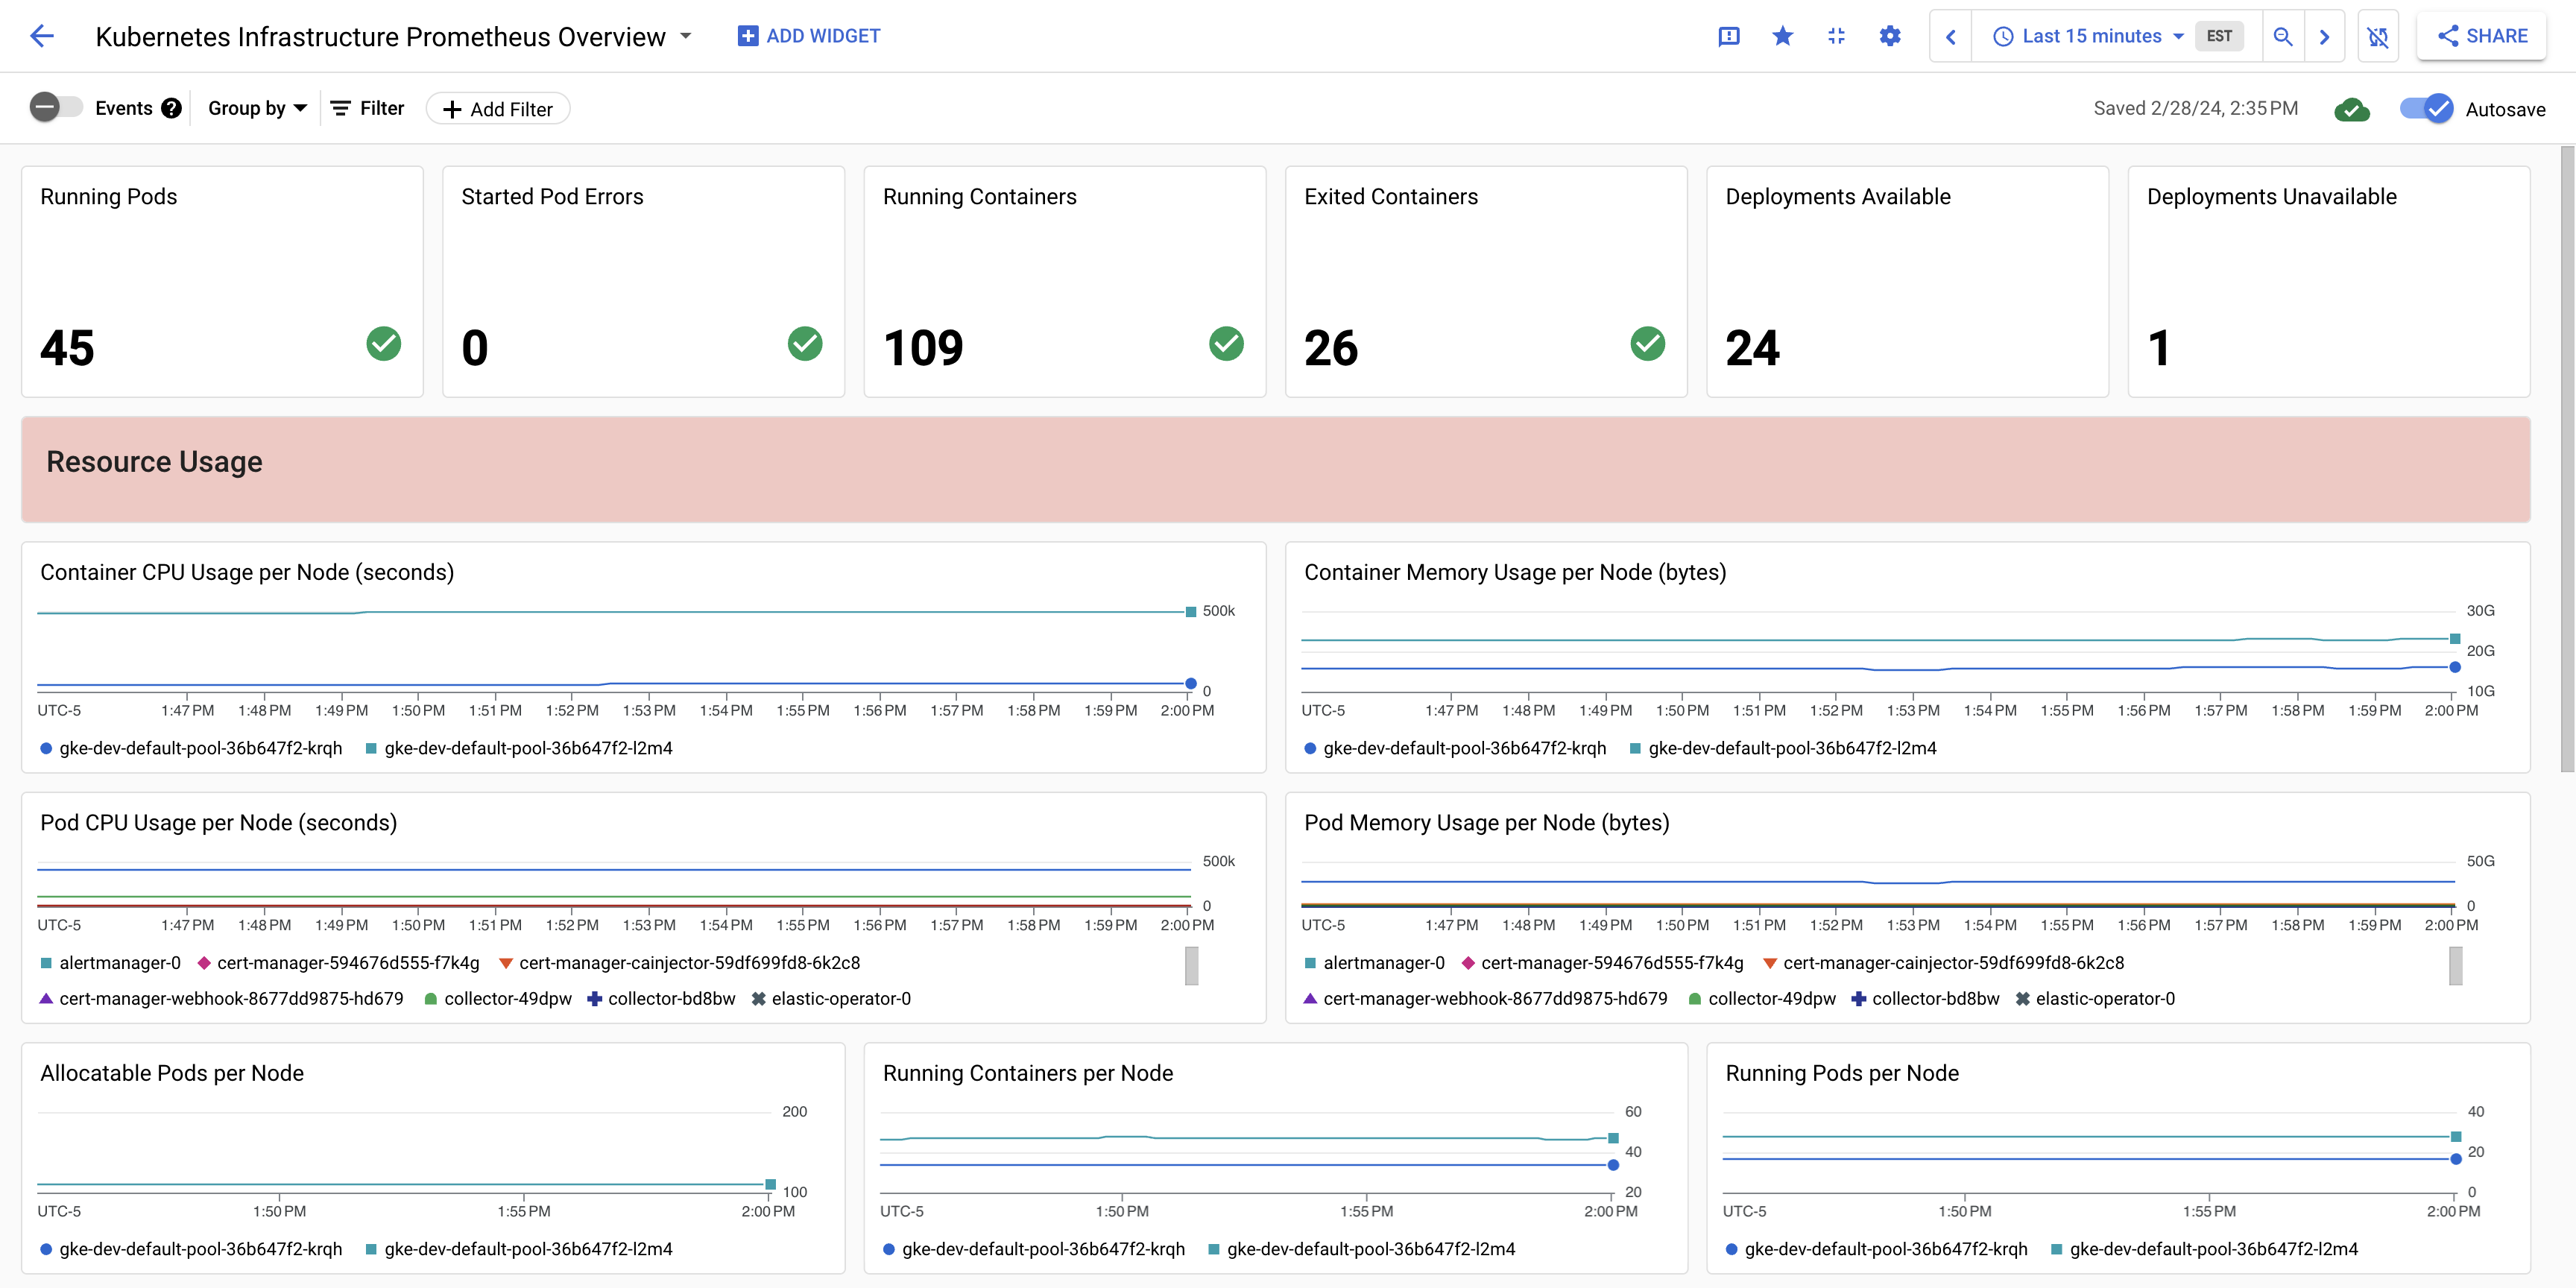 Kubernetes Infrastructure Prometheus Overview
ADD WIDGET
Last 15 minutes EST
SHARE
Events
Group by
Filter
Add Filter
Saved 2/28/24, 2:35 PM
Autosave
Running Pods
45
Started Pod Errors
0
Running Containers
109
Exited Containers
26
Deployments Available
24
Deployments Unavailable
1
Resource Usage
Container CPU Usage per Node (seconds)
500k
0
UTC-5 1:47 PM 1:48 PM 1:49 PM 1:50 PM 1:51 PM 1:52 PM 1:53 PM 1:54 PM 1:55 PM 1:56 PM 1:57 PM 1:58 PM 1:59 PM 2:00 PM
gke-dev-default-pool-36b647f2-krqh gke-dev-default-pool-36b647f2-l2m4
Container Memory Usage per Node (bytes)
30G
20G
10G
UTC-5 1:47 PM 1:48 PM 1:49 PM 1:50 PM 1:51 PM 1:52 PM 1:53 PM 1:54 PM 1:55 PM 1:56 PM 1:57 PM 1:58 PM 1:59 PM 2:00 PM
gke-dev-default-pool-36b647f2-krqh gke-dev-default-pool-36b647f2-l2m4
Pod CPU Usage per Node (seconds)
500k
0
UTC-5 1:47 PM 1:48 PM 1:49 PM 1:50 PM 1:51 PM 1:52 PM 1:53 PM 1:54 PM 1:55 PM 1:56 PM 1:57 PM 1:58 PM 1:59 PM 2:00 PM
alertmanager-0 cert-manager-594676d555-f7k4g cert-manager-cainjector-59df699fd8-6k2c8
cert-manager-webhook-8677dd9875-hd679 collector-49dpw collector-bd8bw elastic-operator-0
Pod Memory Usage per Node (bytes)
50G
0
UTC-5 1:47 PM 1:48 PM 1:49 PM 1:50 PM 1:51 PM 1:52 PM 1:53 PM 1:54 PM 1:55 PM 1:56 PM 1:57 PM 1:58 PM 1:59 PM 2:00 PM
alertmanager-0 cert-manager-594676d555-f7k4g cert-manager-cainjector-59df699fd8-6k2c8
cert-manager-webhook-8677dd9875-hd679 collector-49dpw collector-bd8bw elastic-operator-0
Allocatable Pods per Node
200
100
UTC-5 1:50 PM 1:55 PM 2:00 PM
gke-dev-default-pool-36b647f2-krqh gke-dev-default-pool-36b647f2-l2m4
Running Containers per Node
60
40
20
UTC-5 1:50 PM 1:55 PM 2:00 PM
gke-dev-default-pool-36b647f2-krqh gke-dev-default-pool-36b647f2-l2m4
Running Pods per Node
40
20
0
UTC-5 1:50 PM 1:55 PM 2:00 PM
gke-dev-default-pool-36b647f2-krqh gke-dev-default-pool-36b647f2-l2m4